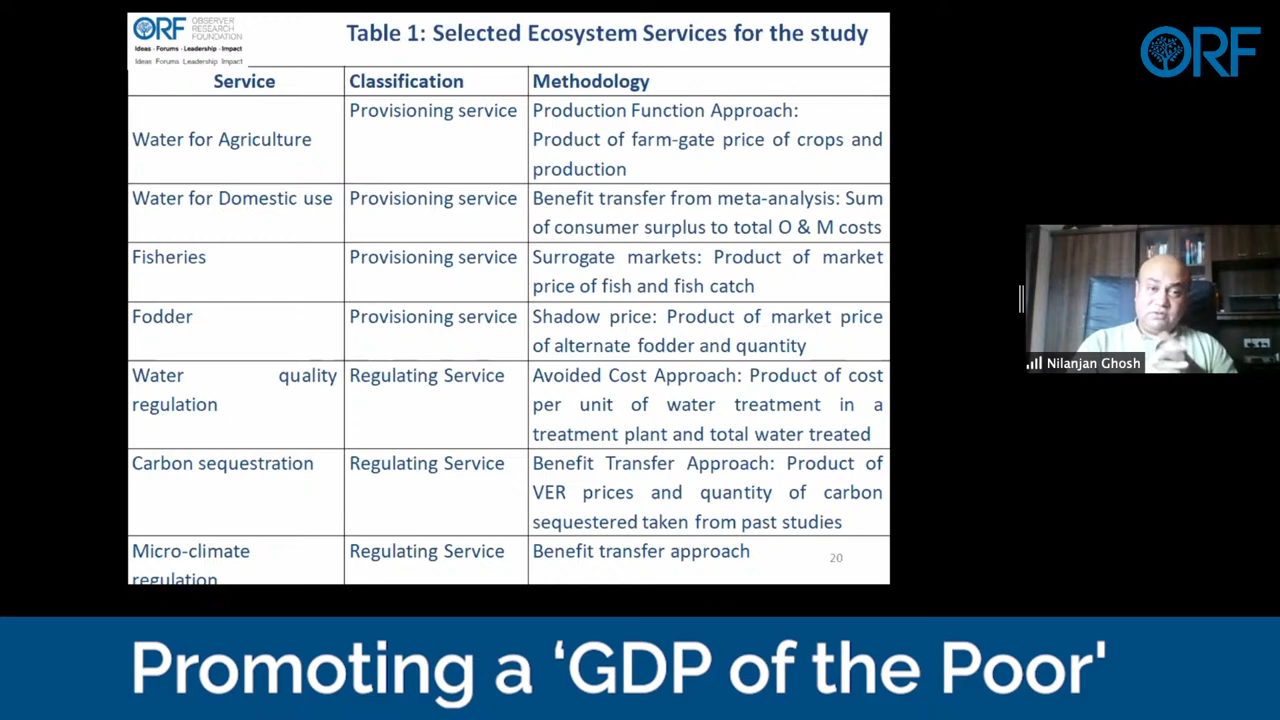 ORF OBSERVER
RESEARCH
FOUNDATION
Ideas · Forums · Leadership · Impact
Ideas Forums Leadership Impact
Table 1: Selected Ecosystem Services for the study
ORF
Service Classification Methodology
Water for Agriculture Provisioning service Production Function Approach:
Product of farm-gate price of crops and
production
Water for Domestic use Provisioning service Benefit transfer from meta-analysis: Sum
of consumer surplus to total O & M costs
Fisheries Provisioning service Surrogate markets: Product of market
price of fish and fish catch
Fodder Provisioning service Shadow price: Product of market price
of alternate fodder and quantity
Water quality Regulating Service Avoided Cost Approach: Product of cost
regulation per unit of water treatment in a
treatment plant and total water treated
Carbon sequestration Regulating Service Benefit Transfer Approach: Product of
VER prices and quantity of carbon
sequestered taken from past studies
Micro-climate Regulating Service Benefit transfer approach
regulation
20
Nilanjan Ghosh
Promoting a ‘GDP of the Poor'